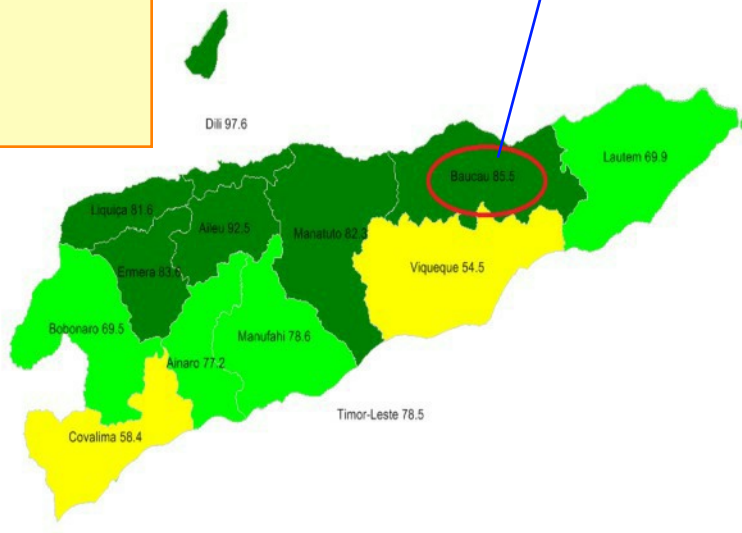 Dili 97.6
Lautem 69.9
Baucau 85.5
Liquiça 81.6
Aileu 92.5
Manatuto 82.3
Ermera 83.6
Viqueque 54.5
Bobonaro 69.5
Manufahi 78.6
Ainaro 77.2
Timor-Leste 78.5
Covalima 58.4